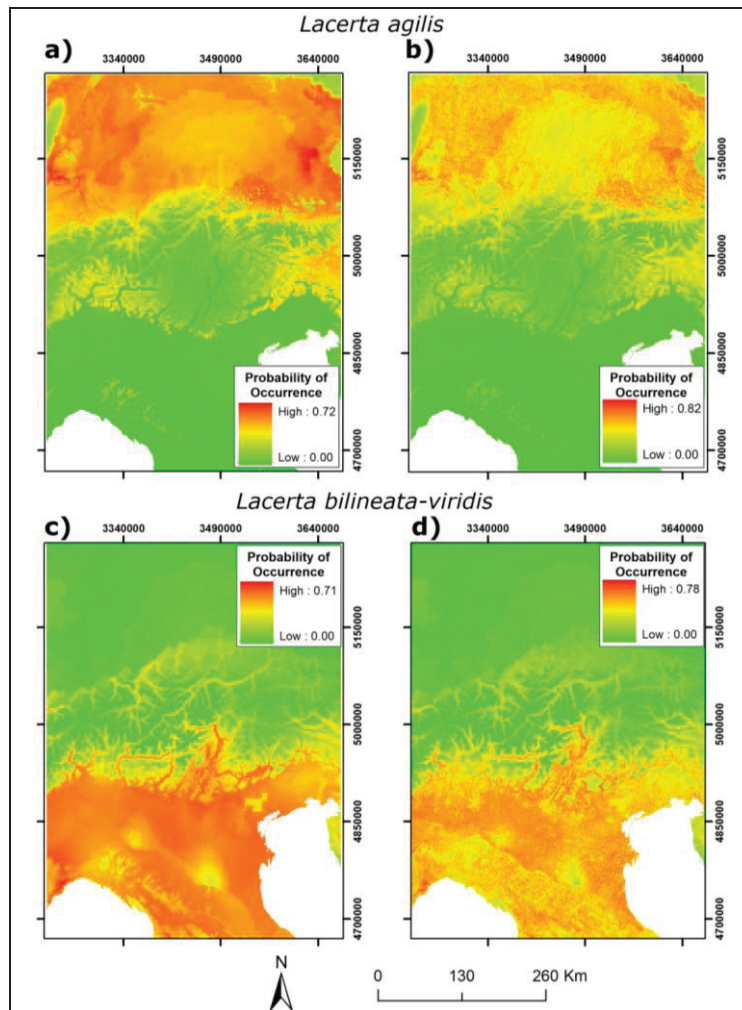 Lacerta agilis
a)
3340000 3490000 3640000
5150000
5000000
4850000
4700000
Probability of
Occurrence
High : 0.72
Low : 0.00
b)
3340000 3490000 3640000
5150000
5000000
4850000
4700000
Probability of
Occurrence
High : 0.82
Low : 0.00
Lacerta bilineata-viridis
c)
3340000 3490000 3640000
5150000
5000000
4850000
4700000
Probability of
Occurrence
High : 0.71
Low : 0.00
d)
3340000 3490000 3640000
5150000
5000000
4850000
4700000
Probability of
Occurrence
High : 0.78
Low : 0.00
N
0 130 260 Km